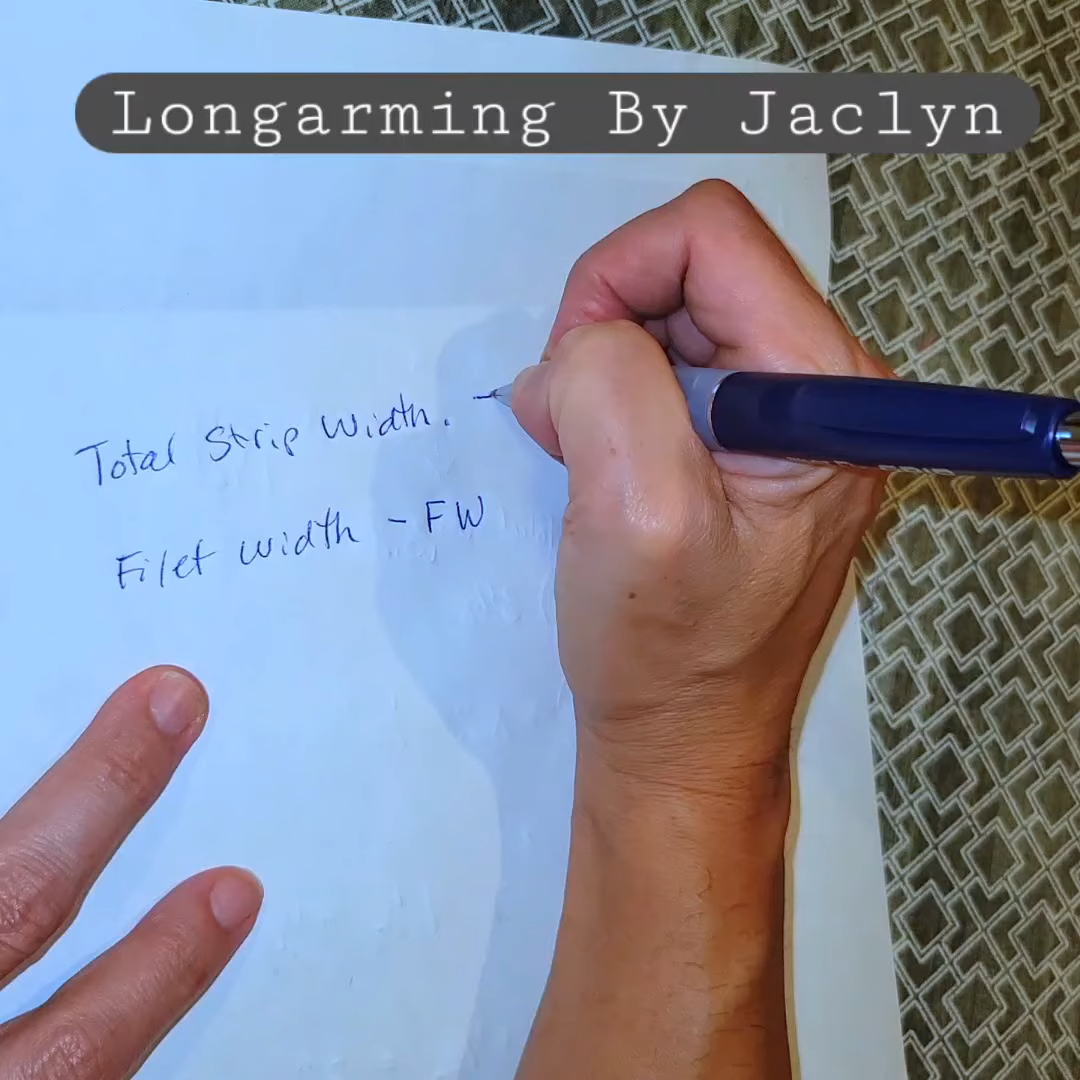 Longarming By Jaclyn
Total Strip Width. -
Filet width - FW